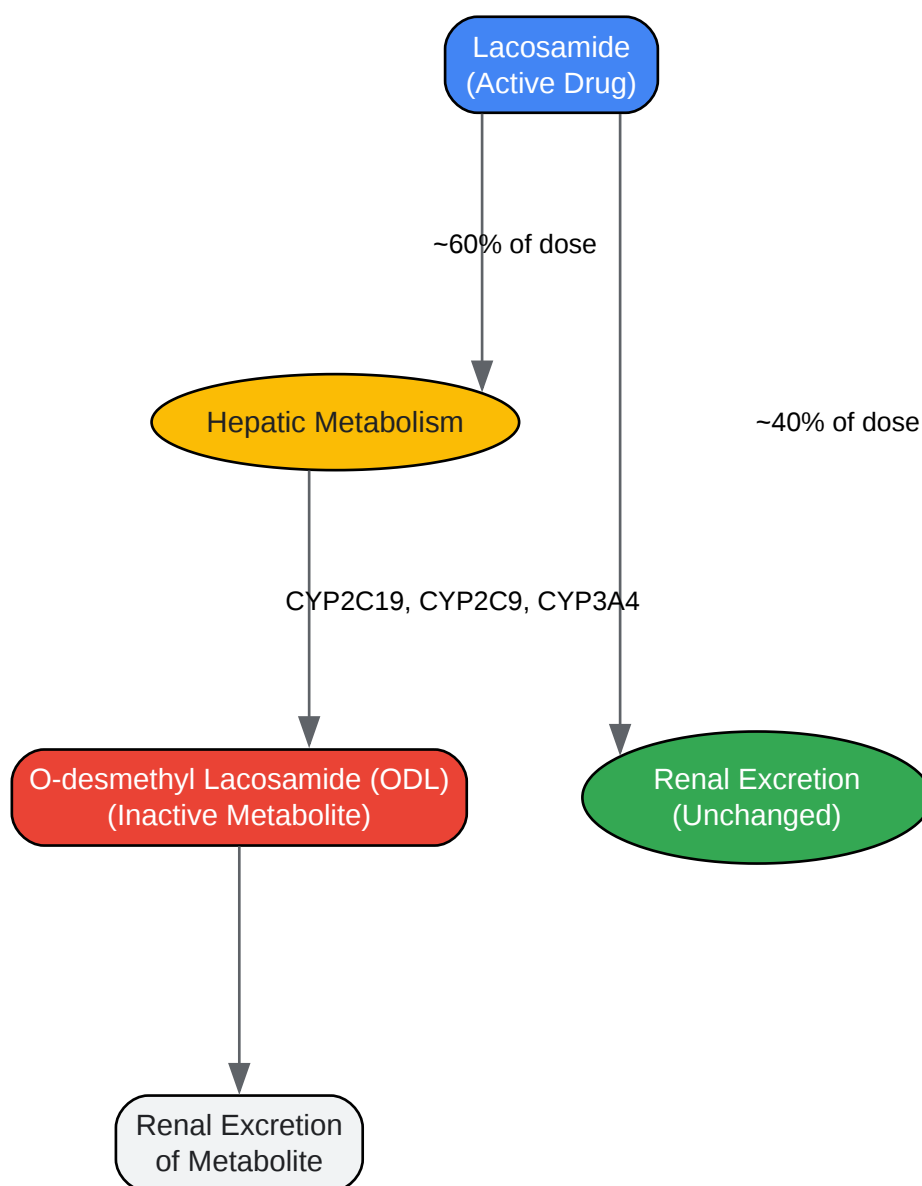 Lacosamide
(Active Drug)
~60% of dose
Hepatic Metabolism
~40% of dose
CYP2C19, CYP2C9, CYP3A4
O-desmethyl Lacosamide (ODL)
(Inactive Metabolite)
Renal Excretion
(Unchanged)
Renal Excretion
of Metabolite